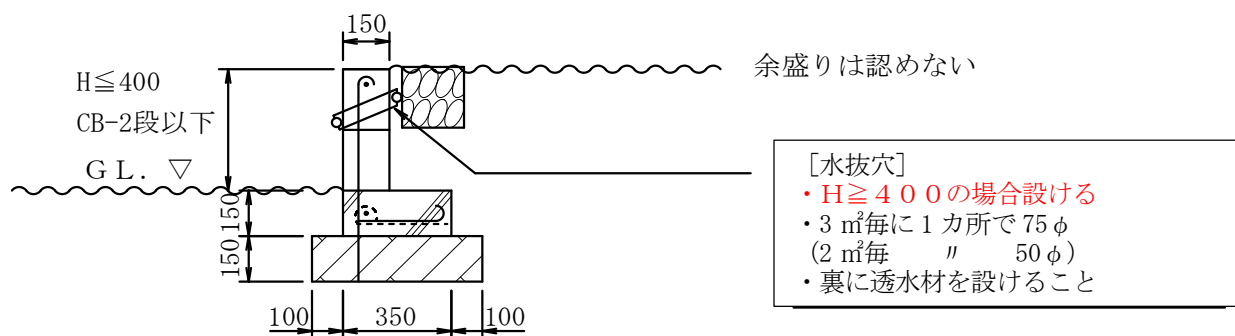 150
H≦400
CB-2段以下
GL. ▽
余盛りは認めない
[水抜穴]
・H≧400の場合設ける
・3㎡毎に1カ所で75φ
(2㎡毎 〃 50φ)
・裏に透水材を設けること
150
150
100 350 100